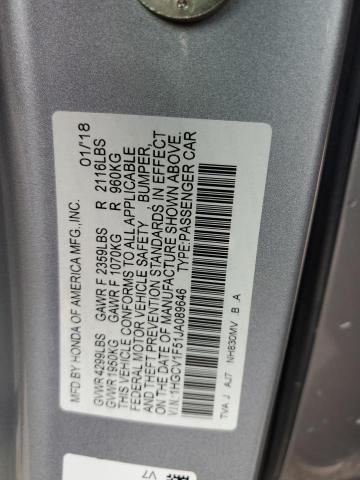 MFD. BY HONDA OF AMERICA MFG., INC. 01/'18
GVWR 4299LBS GAWR F 2359LBS R 2116LBS
GVWR 1950KG GAWR F 1070KG R 960KG
THIS VEHICLE CONFORMS TO ALL APPLICABLE
FEDERAL MOTOR VEHICLE SAFETY , BUMPER,
AND THEFT PREVENTION STANDARDS IN EFFECT
ON THE DATE OF MANUFACTURE SHOWN ABOVE.
V.I.N.:1HGCV1F51JA089646 TYPE:PASSENGER CAR
TVA J AJ7 NH830MV .B .A
V7